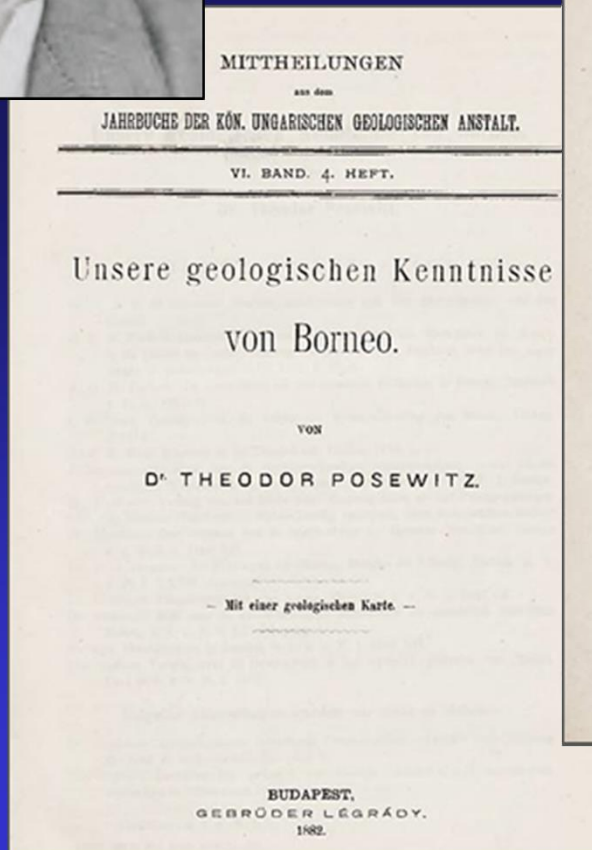 MITTHEILUNGEN
aus dem
JAHRBUCHE DER KÖN. UNGARISCHEN GEOLOGISCHEN ANSTALT.
VI. BAND. 4. HEFT.
Unsere geologischen Kenntnisse
von Borneo.
VON
Dr. THEODOR POSEWITZ.
– Mit einer geologischen Karte. –
BUDAPEST,
GEBRÜDER LÉGRÁDY.
1882.